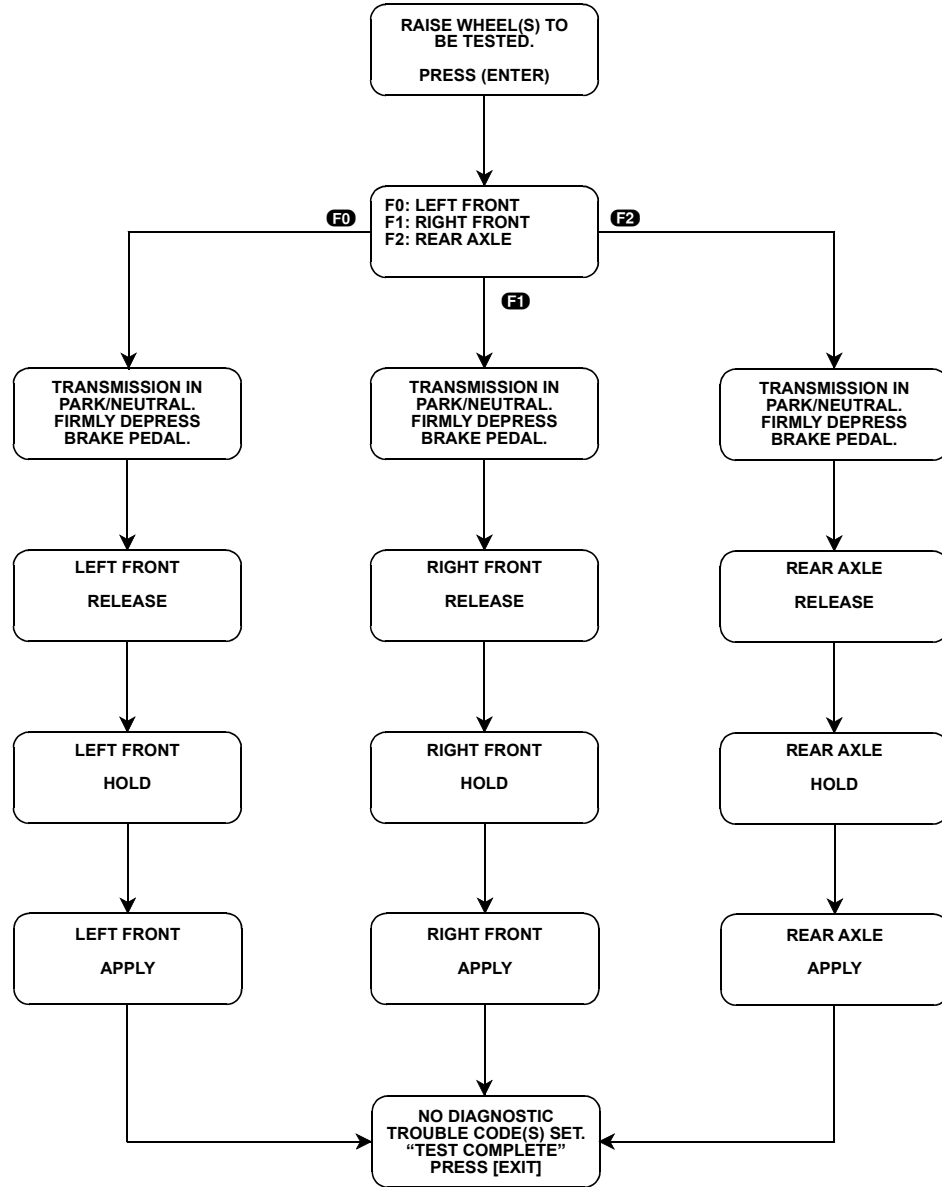 RAISE WHEEL(S) TO
BE TESTED.
PRESS (ENTER)
F0
F0: LEFT FRONT
F1: RIGHT FRONT
F2: REAR AXLE
F2
F1
TRANSMISSION IN
PARK/NEUTRAL.
FIRMLY DEPRESS
BRAKE PEDAL.
TRANSMISSION IN
PARK/NEUTRAL.
FIRMLY DEPRESS
BRAKE PEDAL.
TRANSMISSION IN
PARK/NEUTRAL.
FIRMLY DEPRESS
BRAKE PEDAL.
LEFT FRONT
RELEASE
RIGHT FRONT
RELEASE
REAR AXLE
RELEASE
LEFT FRONT
HOLD
RIGHT FRONT
HOLD
REAR AXLE
HOLD
LEFT FRONT
APPLY
RIGHT FRONT
APPLY
REAR AXLE
APPLY
NO DIAGNOSTIC
TROUBLE CODE(S) SET.
“TEST COMPLETE”
PRESS [EXIT]